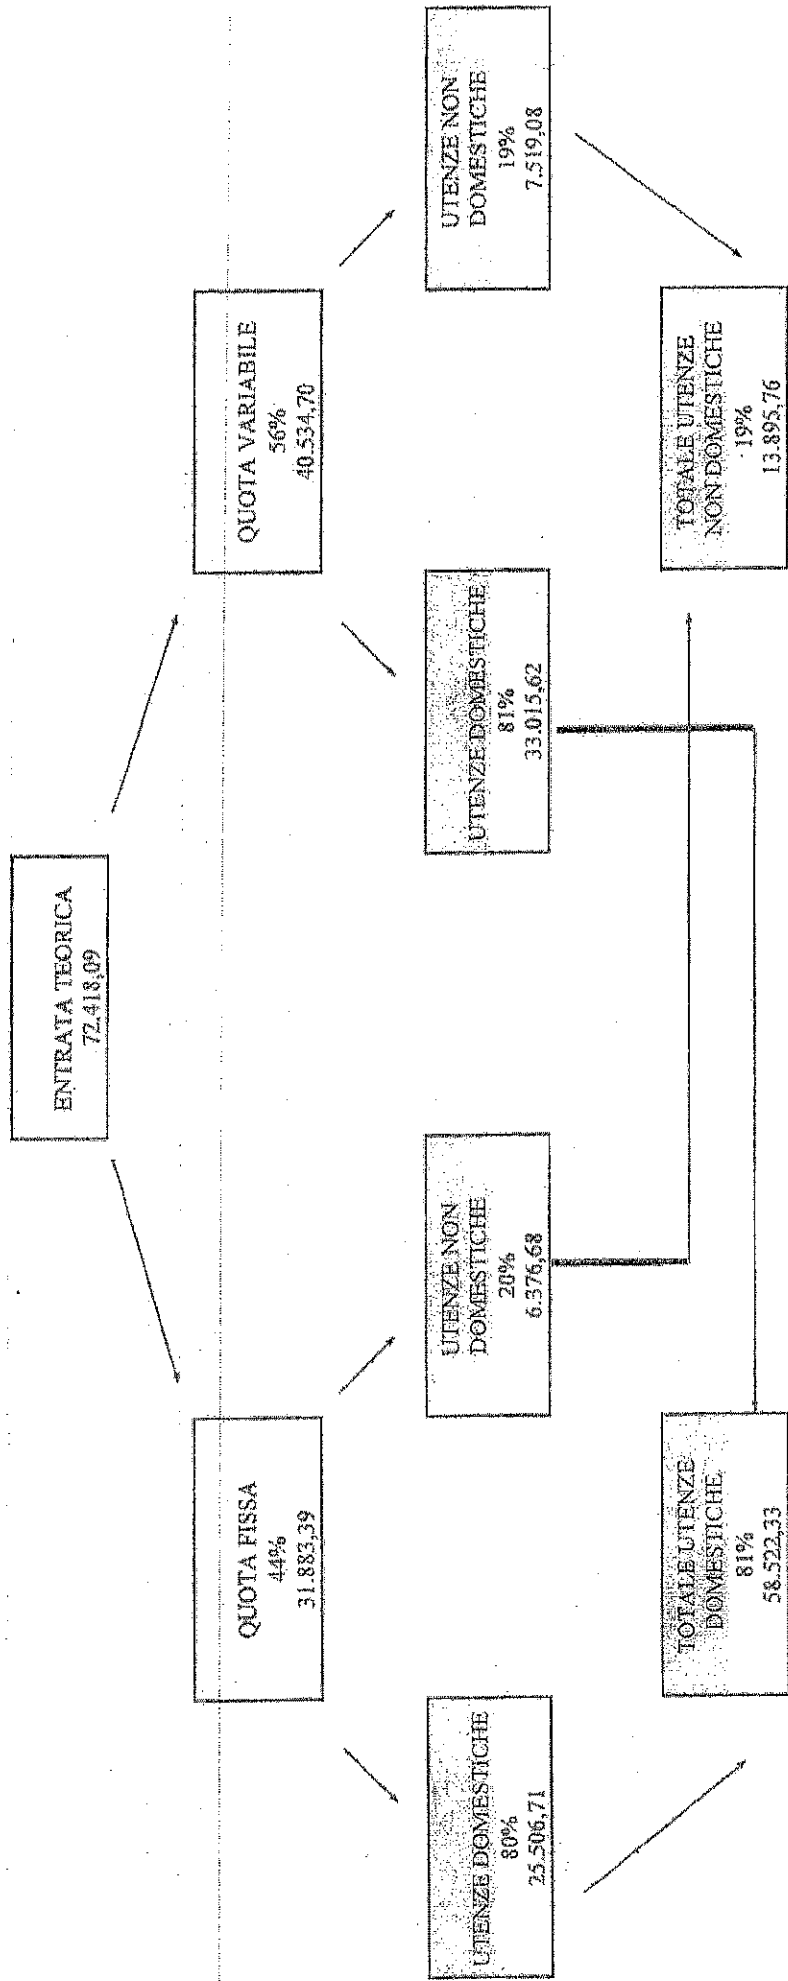 ENTRATA TEORICA
72.418,09
QUOTA FISSA
44%
31.883,39
QUOTA VARIABILE
56%
40.534,70
UTENZE DOMESTICHE
80%
25.506,71
UTENZE NON
DOMESTICHE
20%
6.376,68
UTENZE DOMESTICHE
81%
33.015,62
UTENZE NON
DOMESTICHE
19%
7.519,08
TOTALE UTENZE
DOMESTICHE
81%
58.522,33
TOTALE UTENZE
NON DOMESTICHE
19%
13.895,76